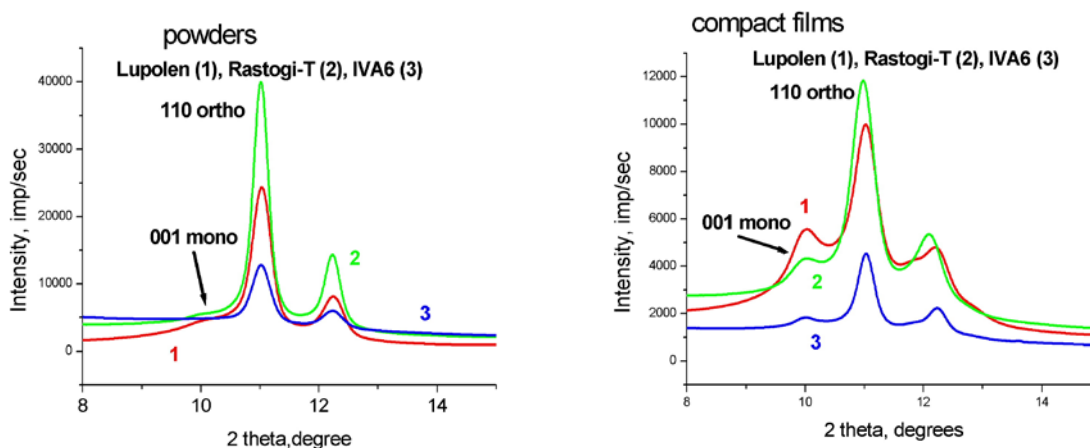 powders
Lupolen (1), Rastogi-T (2), IVA6 (3)
110 ortho
001 mono
2
3
1
Intensity, imp/sec
40000
30000
20000
10000
0
8
10
12
14
2 theta,degree
compact films
Lupolen (1), Rastogi-T (2), IVA6 (3)
110 ortho
1
001 mono
2
3
Intensity, imp/sec
12000
10000
8000
6000
4000
2000
0
8
10
12
14
2 theta, degrees